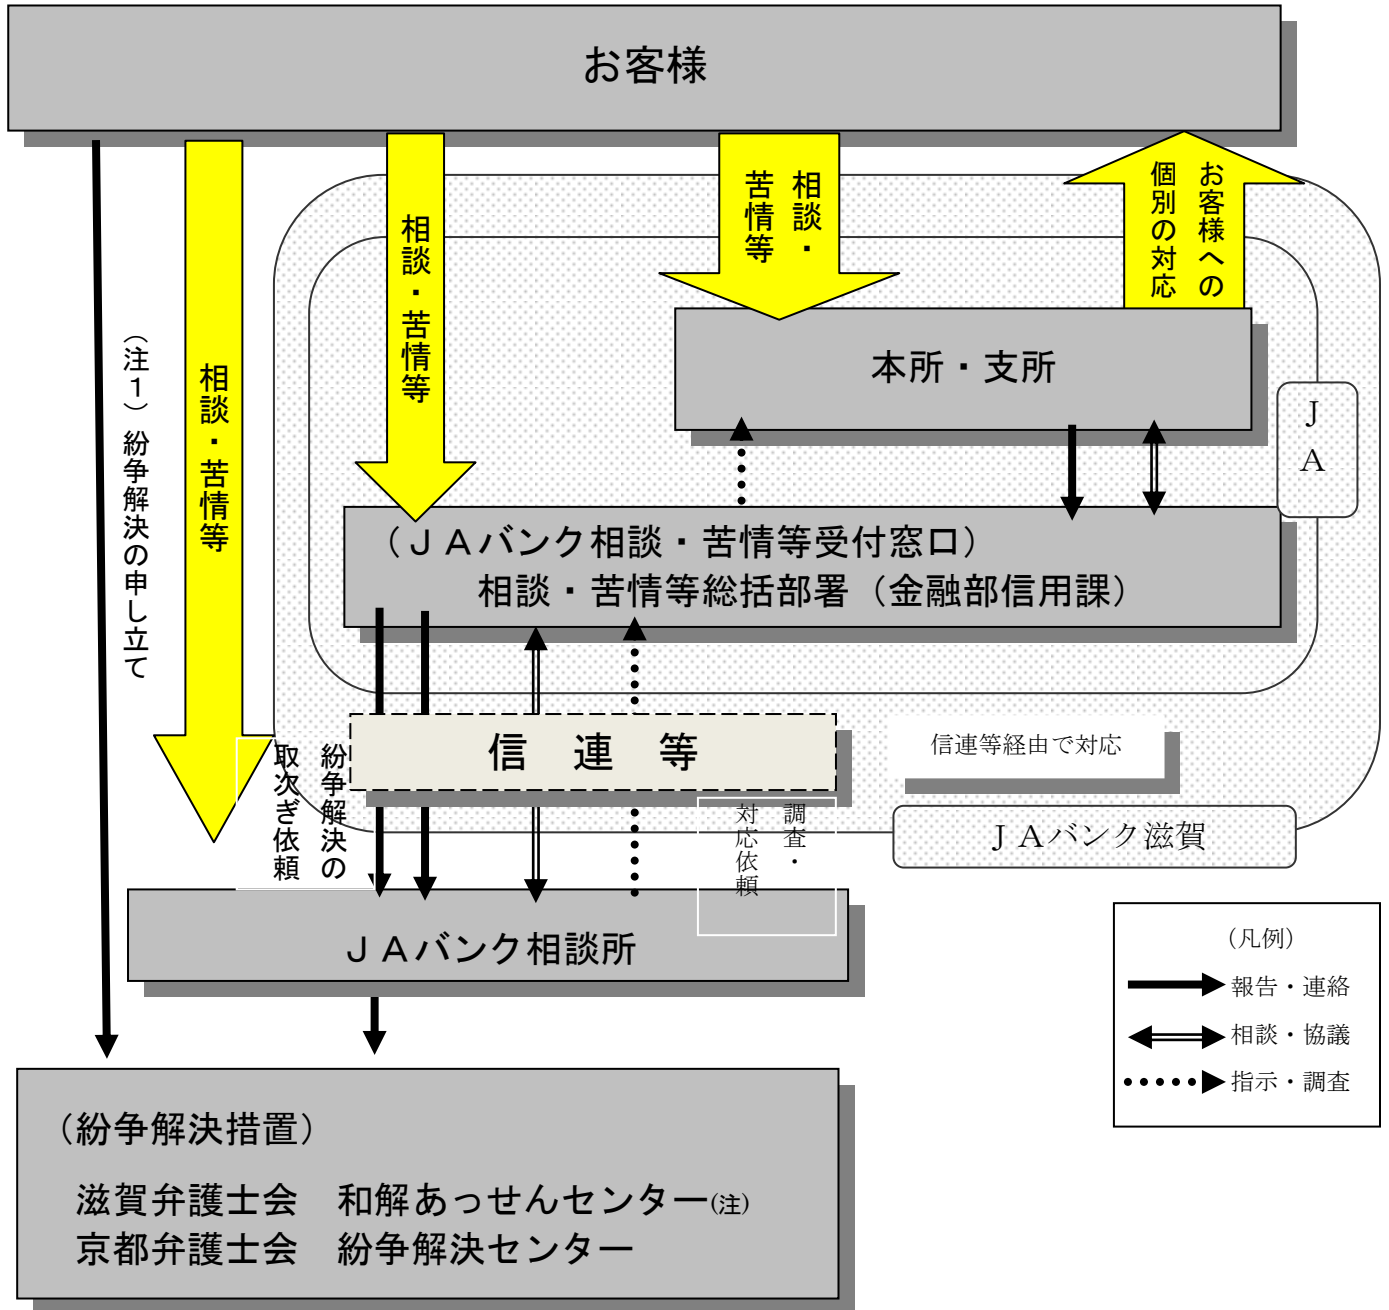 お客様
相談・
苦情等
お客様への
個別の対応
相談・苦情等
相談・苦情等
(注1)紛争解決の申し立て
本所・支所
JA
(JAバンク相談・苦情等受付窓口)
相談・苦情等総括部署(金融部信用課)
信連等
信連等経由で対応
紛争解決の
取次ぎ依頼
調査・
対応依頼
JAバンク滋賀
JAバンク相談所
(凡例)
報告・連絡
相談・協議
指示・調査
(紛争解決措置)
滋賀弁護士会 和解あっせんセンター(注)
京都弁護士会 紛争解決センター